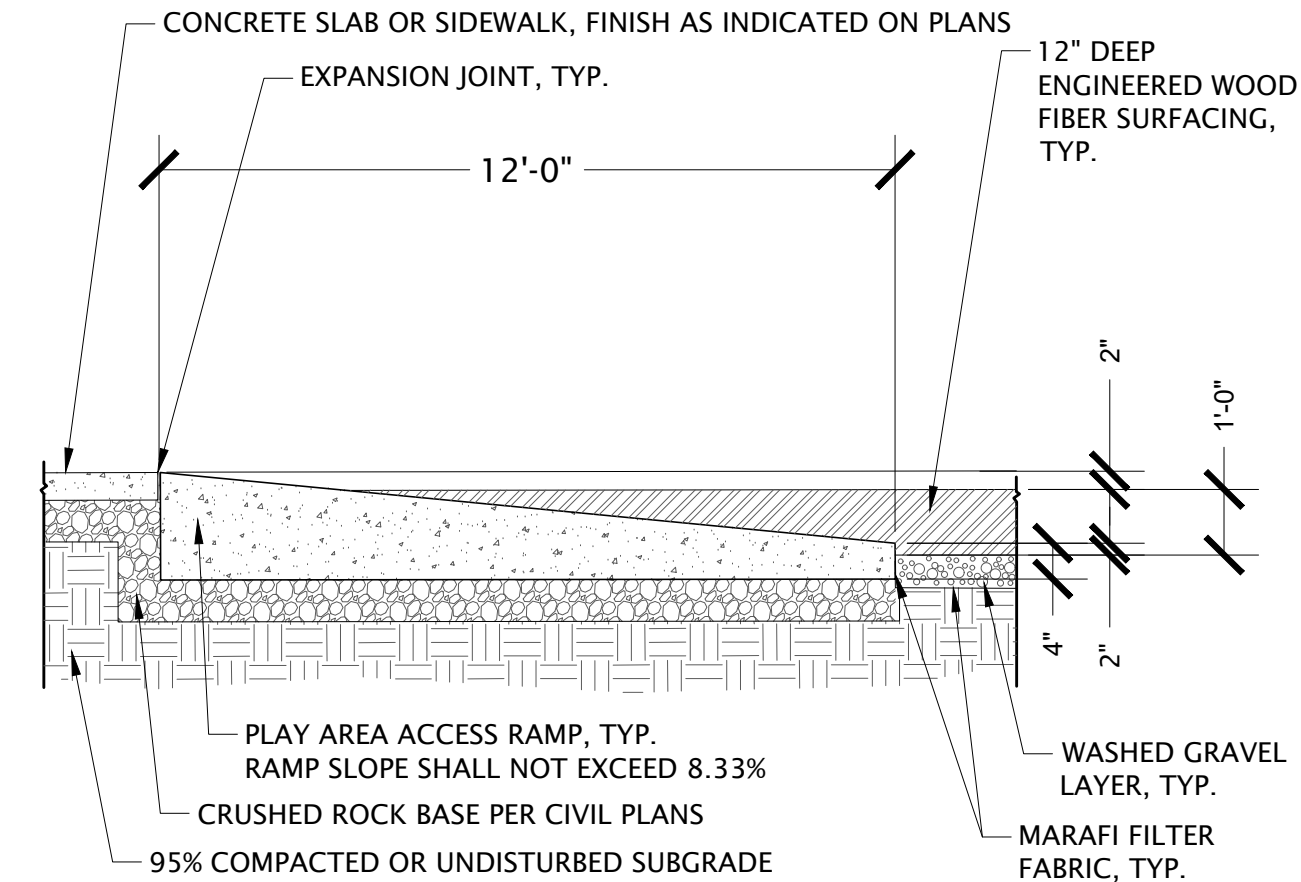 CONCRETE SLAB OR SIDEWALK, FINISH AS INDICATED ON PLANS
EXPANSION JOINT, TYP.
12" DEEP
ENGINEERED WOOD
FIBER SURFACING,
TYP.
12'-0"
2"
1'-0"
4"
2"
PLAY AREA ACCESS RAMP, TYP.
RAMP SLOPE SHALL NOT EXCEED 8.33%
CRUSHED ROCK BASE PER CIVIL PLANS
95% COMPACTED OR UNDISTURBED SUBGRADE
WASHED GRAVEL
LAYER, TYP.
MARAFI FILTER
FABRIC, TYP.